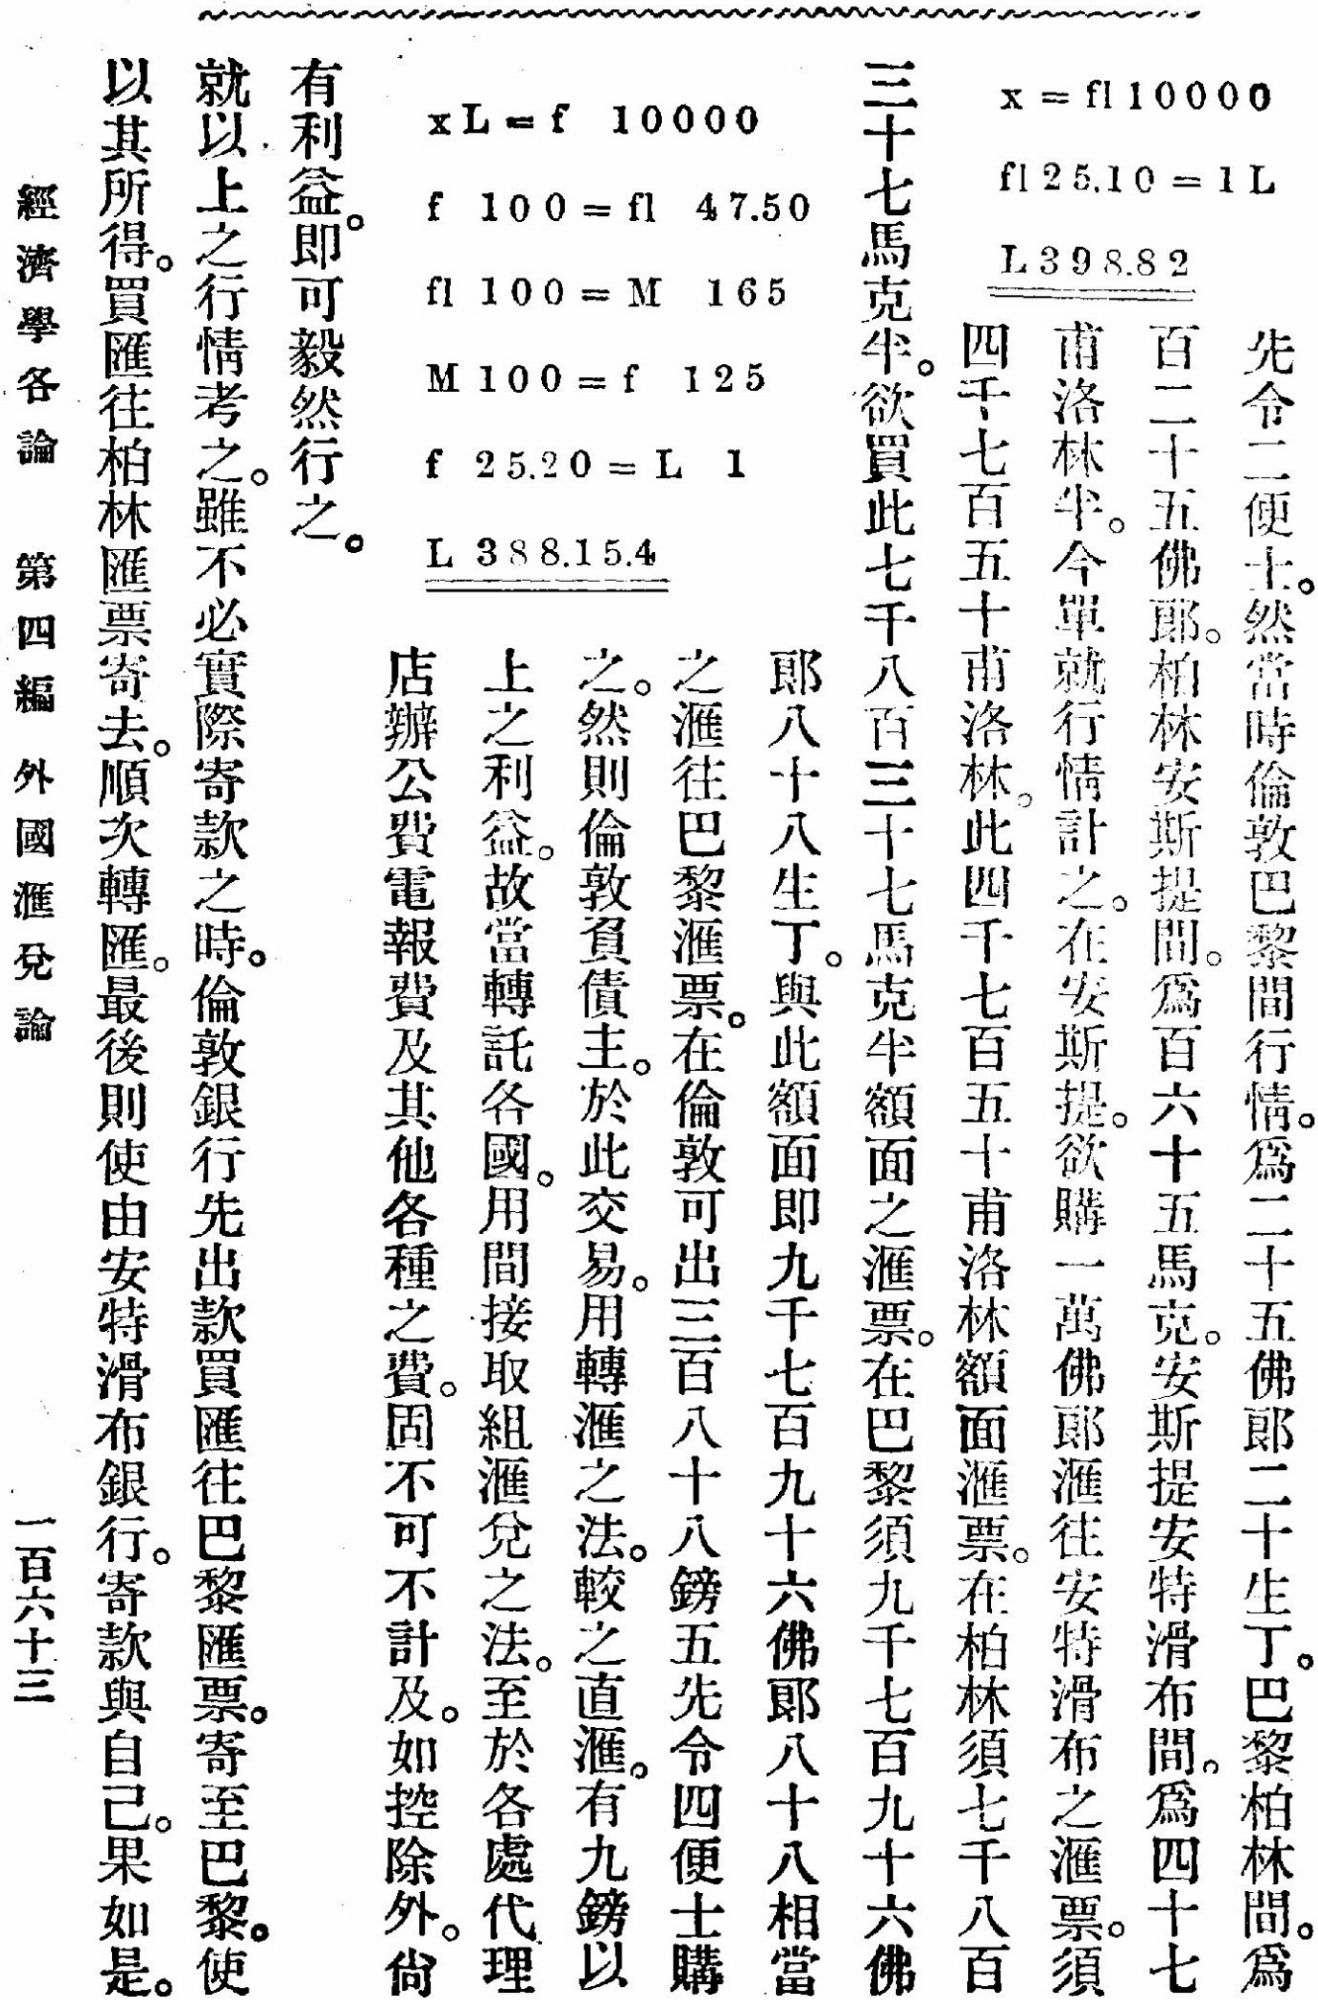 x = fl 10000
fl 25.10 = 1 L
L 398.82
先令二便士。然當時倫敦巴黎間行情。爲二十五佛郎二十生丁。巴黎柏林間。爲
百二十五佛郎。柏林安斯提間。爲百六十五馬克。安斯提安特滑布間。爲四十七
甫洛林半。今單就行情計之。在安斯提。欲購一萬佛郎滙往安特滑布之滙票。須
四千七百五十甫洛林。此四千七百五十甫洛林額面滙票。在柏林須七千八百
三十七馬克半。欲買此七千八百三十七馬克半額面之滙票。在巴黎須九千七百九十六佛
郎八十八生丁。與此額面即九千七百九十六佛郎八十八相當
之滙往巴黎滙票。在倫敦可出三百八十八鎊五先令四便士購
之。然則倫敦負債主。於此交易。用轉滙之法。較之直滙。有九鎊以
上之利益。故當轉託各國。用間接取組滙兌之法。至於各處代理
店辦公費電報費及其他各種之費。固不可不計及。如控除外。尙
x L = f 10000
f 100 = fl 47.50
fl 100 = M 165
M 100 = f 125
f 25.20 = L 1
L 388.15.4
有利益。即可毅然行之。
就以上之行情考之。雖不必實際寄款之時。倫敦銀行先出款買匯往巴黎匯票。寄至巴黎。使
以其所得。買匯往柏林匯票寄去。順次轉匯。最後則使由安特滑布銀行。寄款與自己。果如是。
經濟學各論 第四編 外國滙兌論 一百六十三